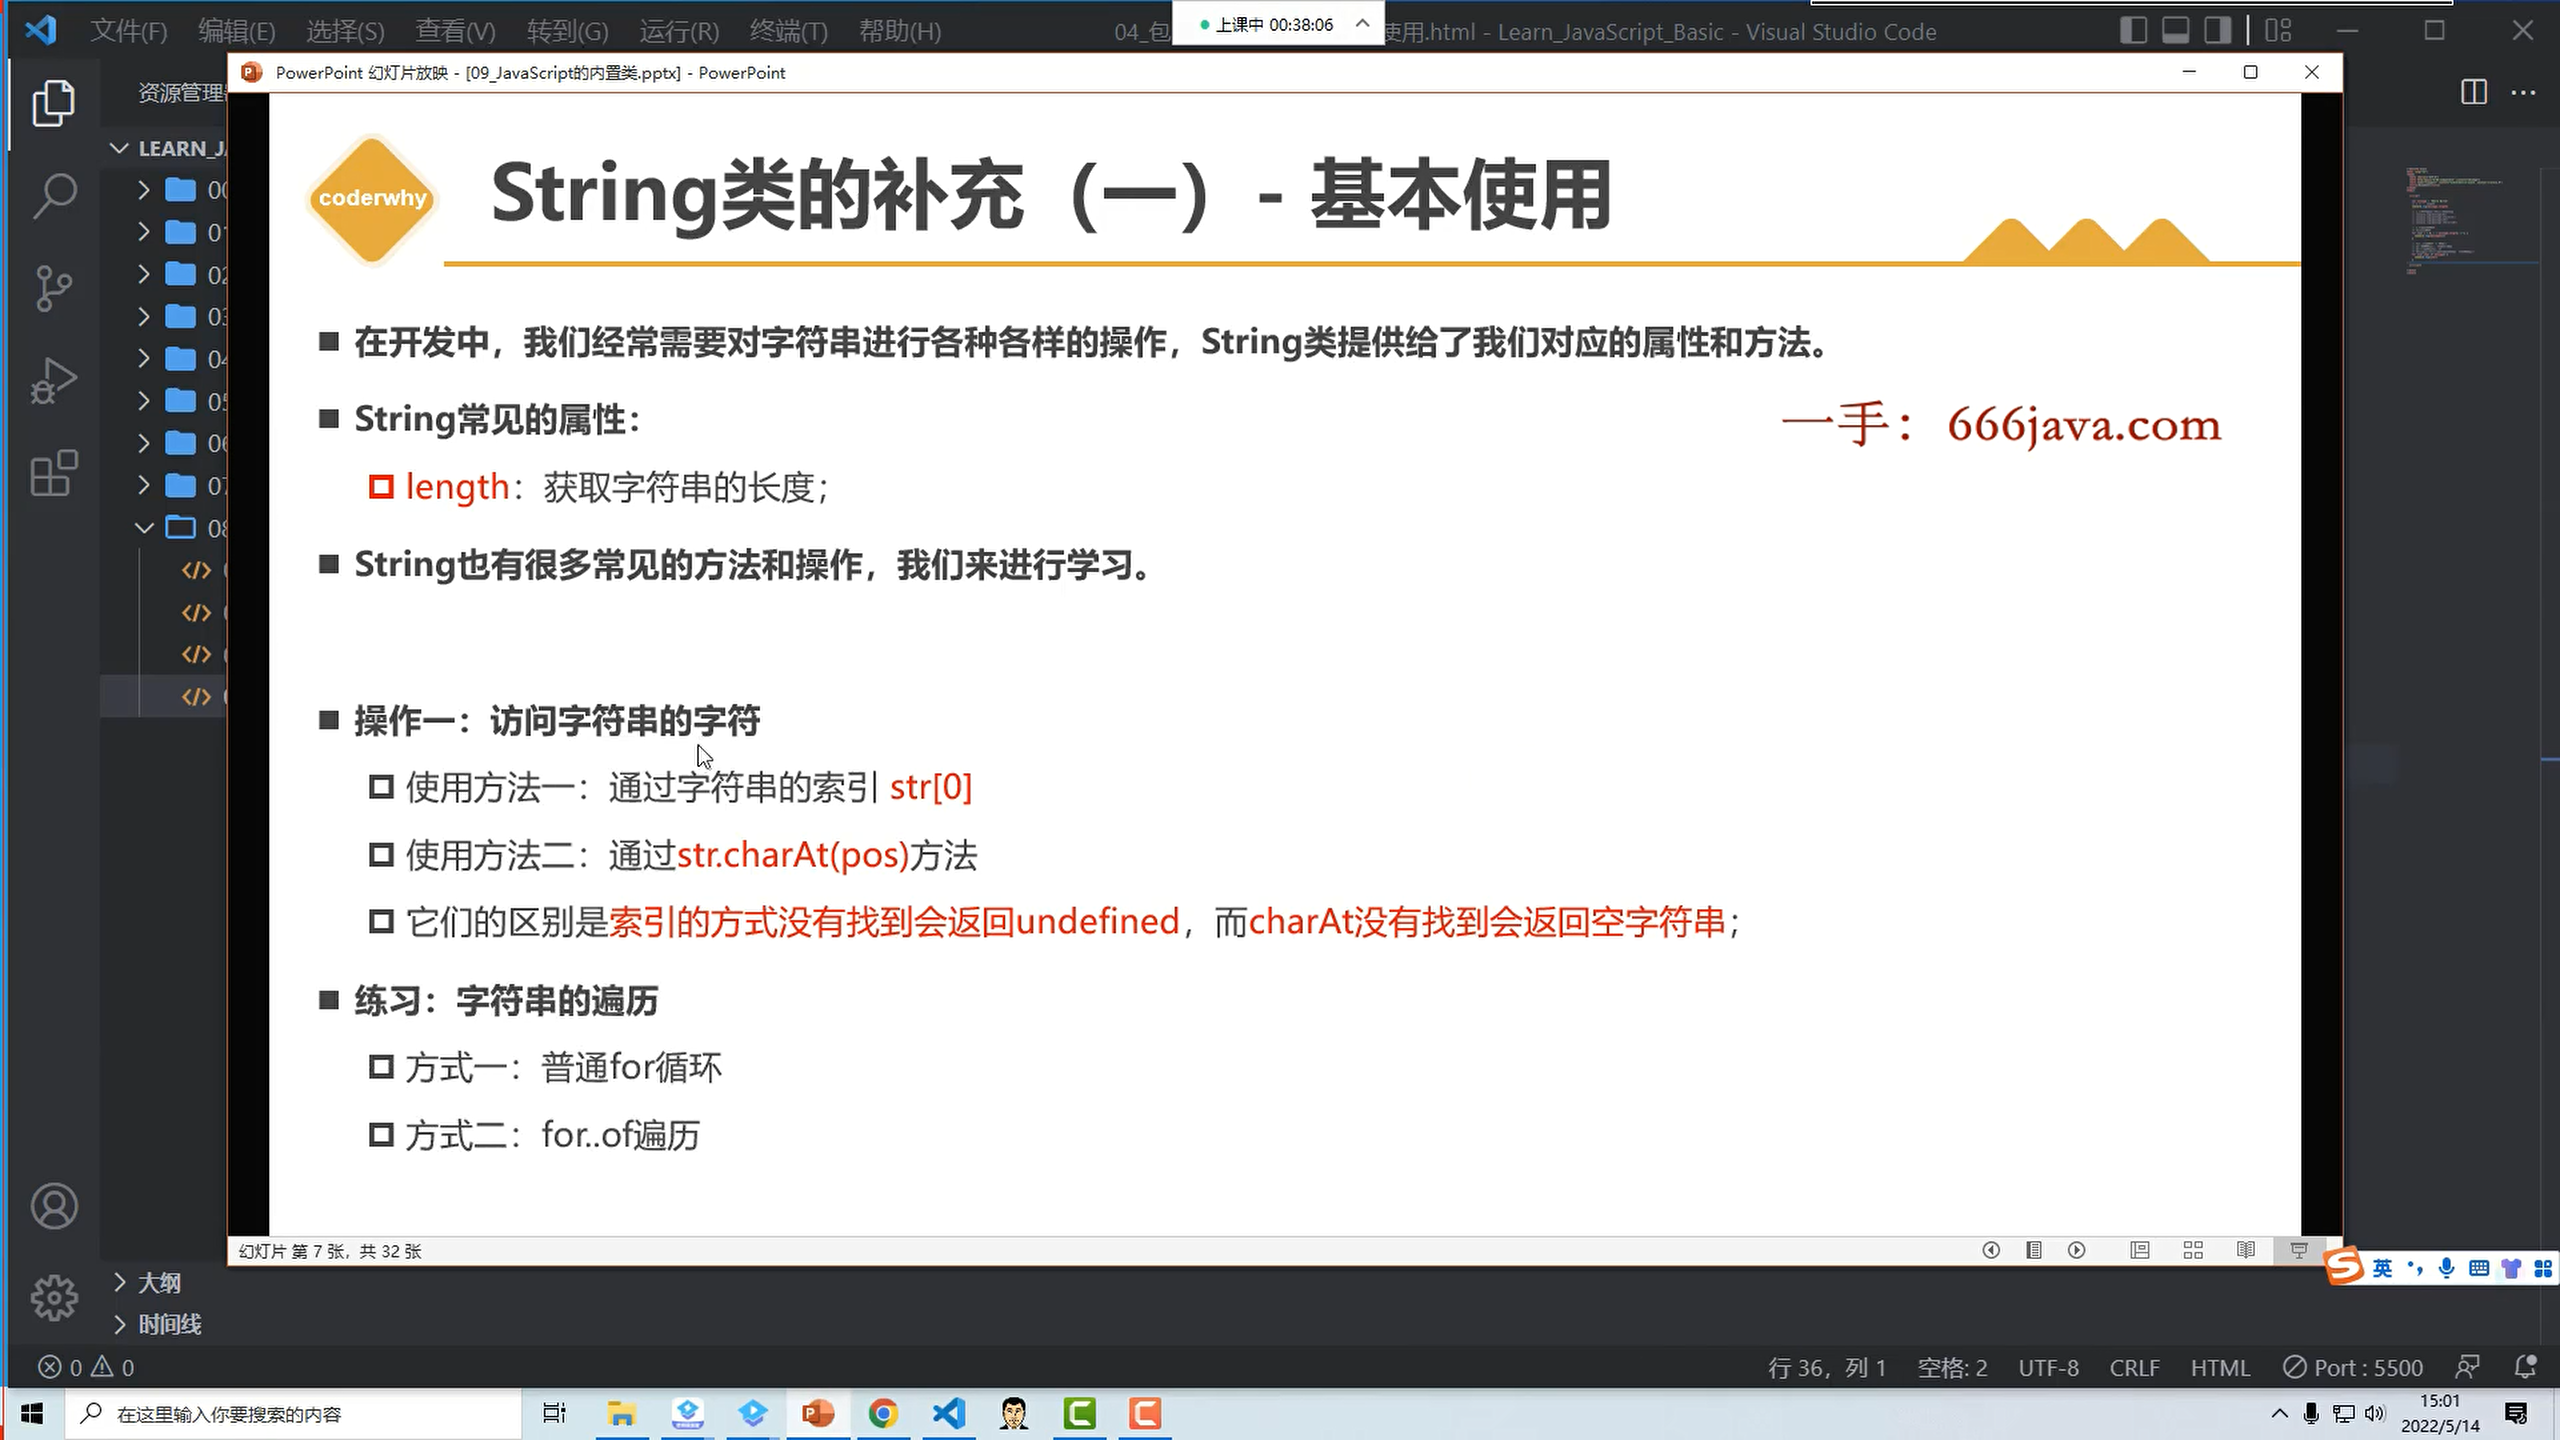 文件(F) 编辑(E) 选择(S) 查看(V) 转到(G) 运行(R) 终端(T) 帮助(H) 04_包 上课中 00:38:06 使用.html - Learn_JavaScript_Basic - Visual Studio Code
PowerPoint 幻灯片放映 - [09_JavaScript的内置类.pptx] - PowerPoint
资源管理器
LEARN_JA
00
01
02
03
04
05
06
07
08
coderwhy
String类的补充（一）- 基本使用
在开发中，我们经常需要对字符串进行各种各样的操作，String类提供给了我们对应的属性和方法。
String常见的属性：
一手：666java.com
length：获取字符串的长度；
String也有很多常见的方法和操作，我们来进行学习。
操作一：访问字符串的字符
使用方法一：通过字符串的索引 str[0]
使用方法二：通过str.charAt(pos)方法
它们的区别是索引的方式没有找到会返回undefined，而charAt没有找到会返回空字符串；
练习：字符串的遍历
方式一：普通for循环
方式二：for..of遍历
幻灯片 第 7 张，共 32 张
英
大纲
时间线
0 0 行 36，列 1 空格: 2 UTF-8 CRLF HTML Port : 5500
在这里输入你要搜索的内容
15:01
2022/5/14